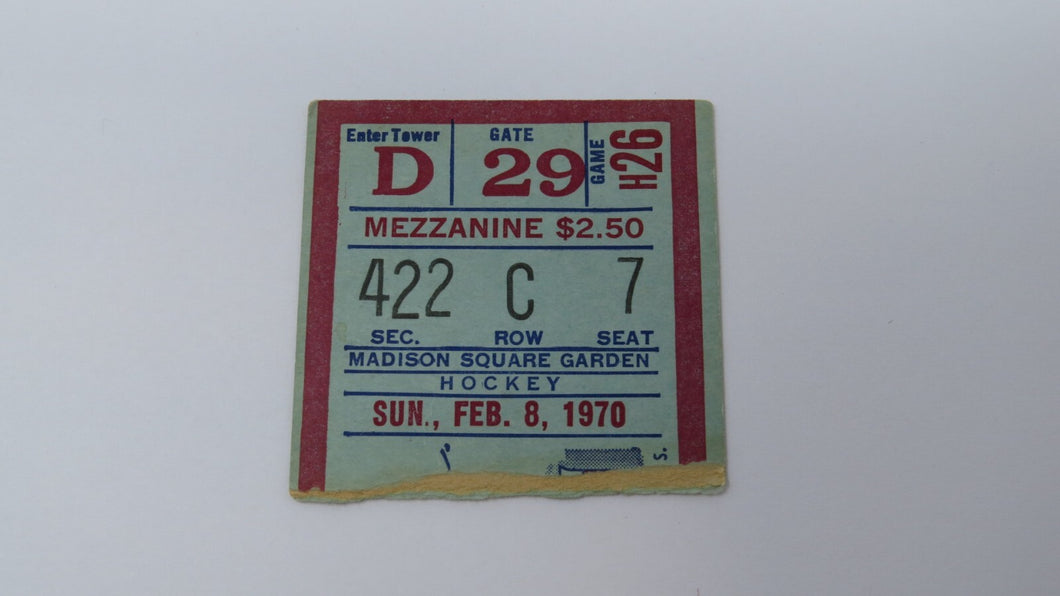 Enter Tower GATE GAME
D 29 H26
MEZZANINE $2.50
422 C 7
SEC. ROW SEAT
MADISON SQUARE GARDEN
HOCKEY
SUN., FEB. 8, 1970
S.